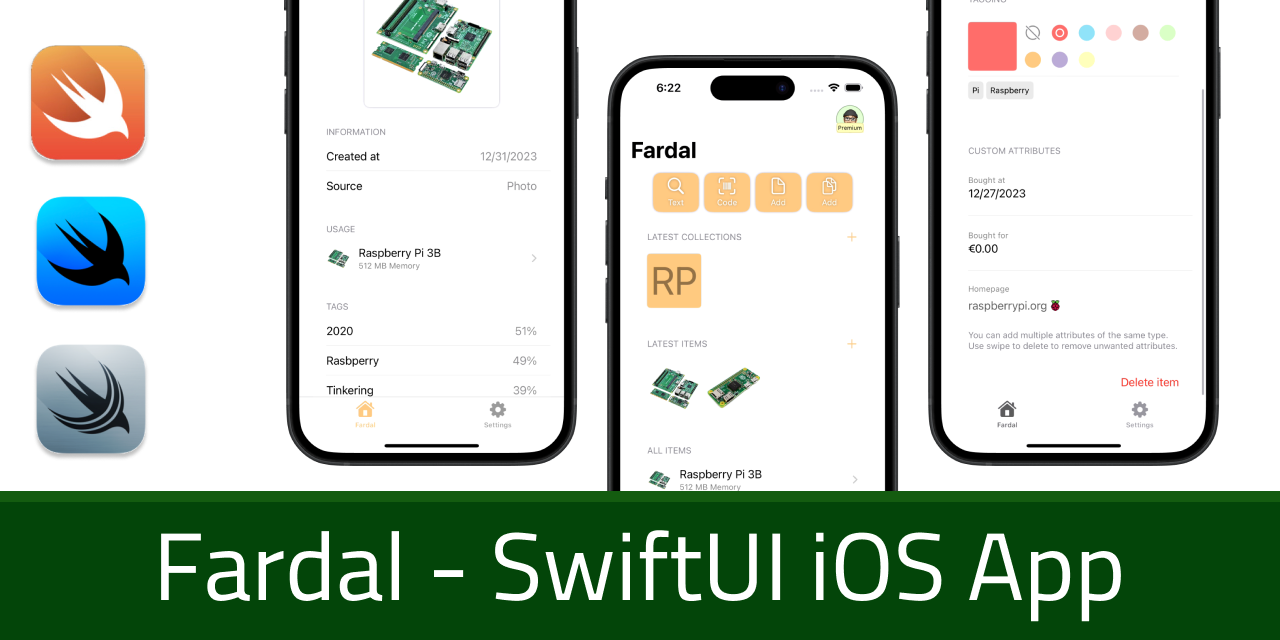 INFORMATION
Created at 12/31/2023
Source Photo
USAGE
Raspberry Pi 3B
512 MB Memory
TAGS
2020 51%
Rasbperry 49%
Tinkering 39%
Fardal Settings
6:22
Premium
Fardal
Text Code Add Add
LATEST COLLECTIONS +
RP
LATEST ITEMS +
ALL ITEMS
Raspberry Pi 3B
512 MB Memory
TAGGING
Pi Raspberry
CUSTOM ATTRIBUTES
Bought at
12/27/2023
Bought for
€0.00
Homepage
raspberrypi.org
You can add multiple attributes of the same type.
Use swipe to delete to remove unwanted attributes.
Delete item
Fardal Settings
Fardal - SwiftUI iOS App